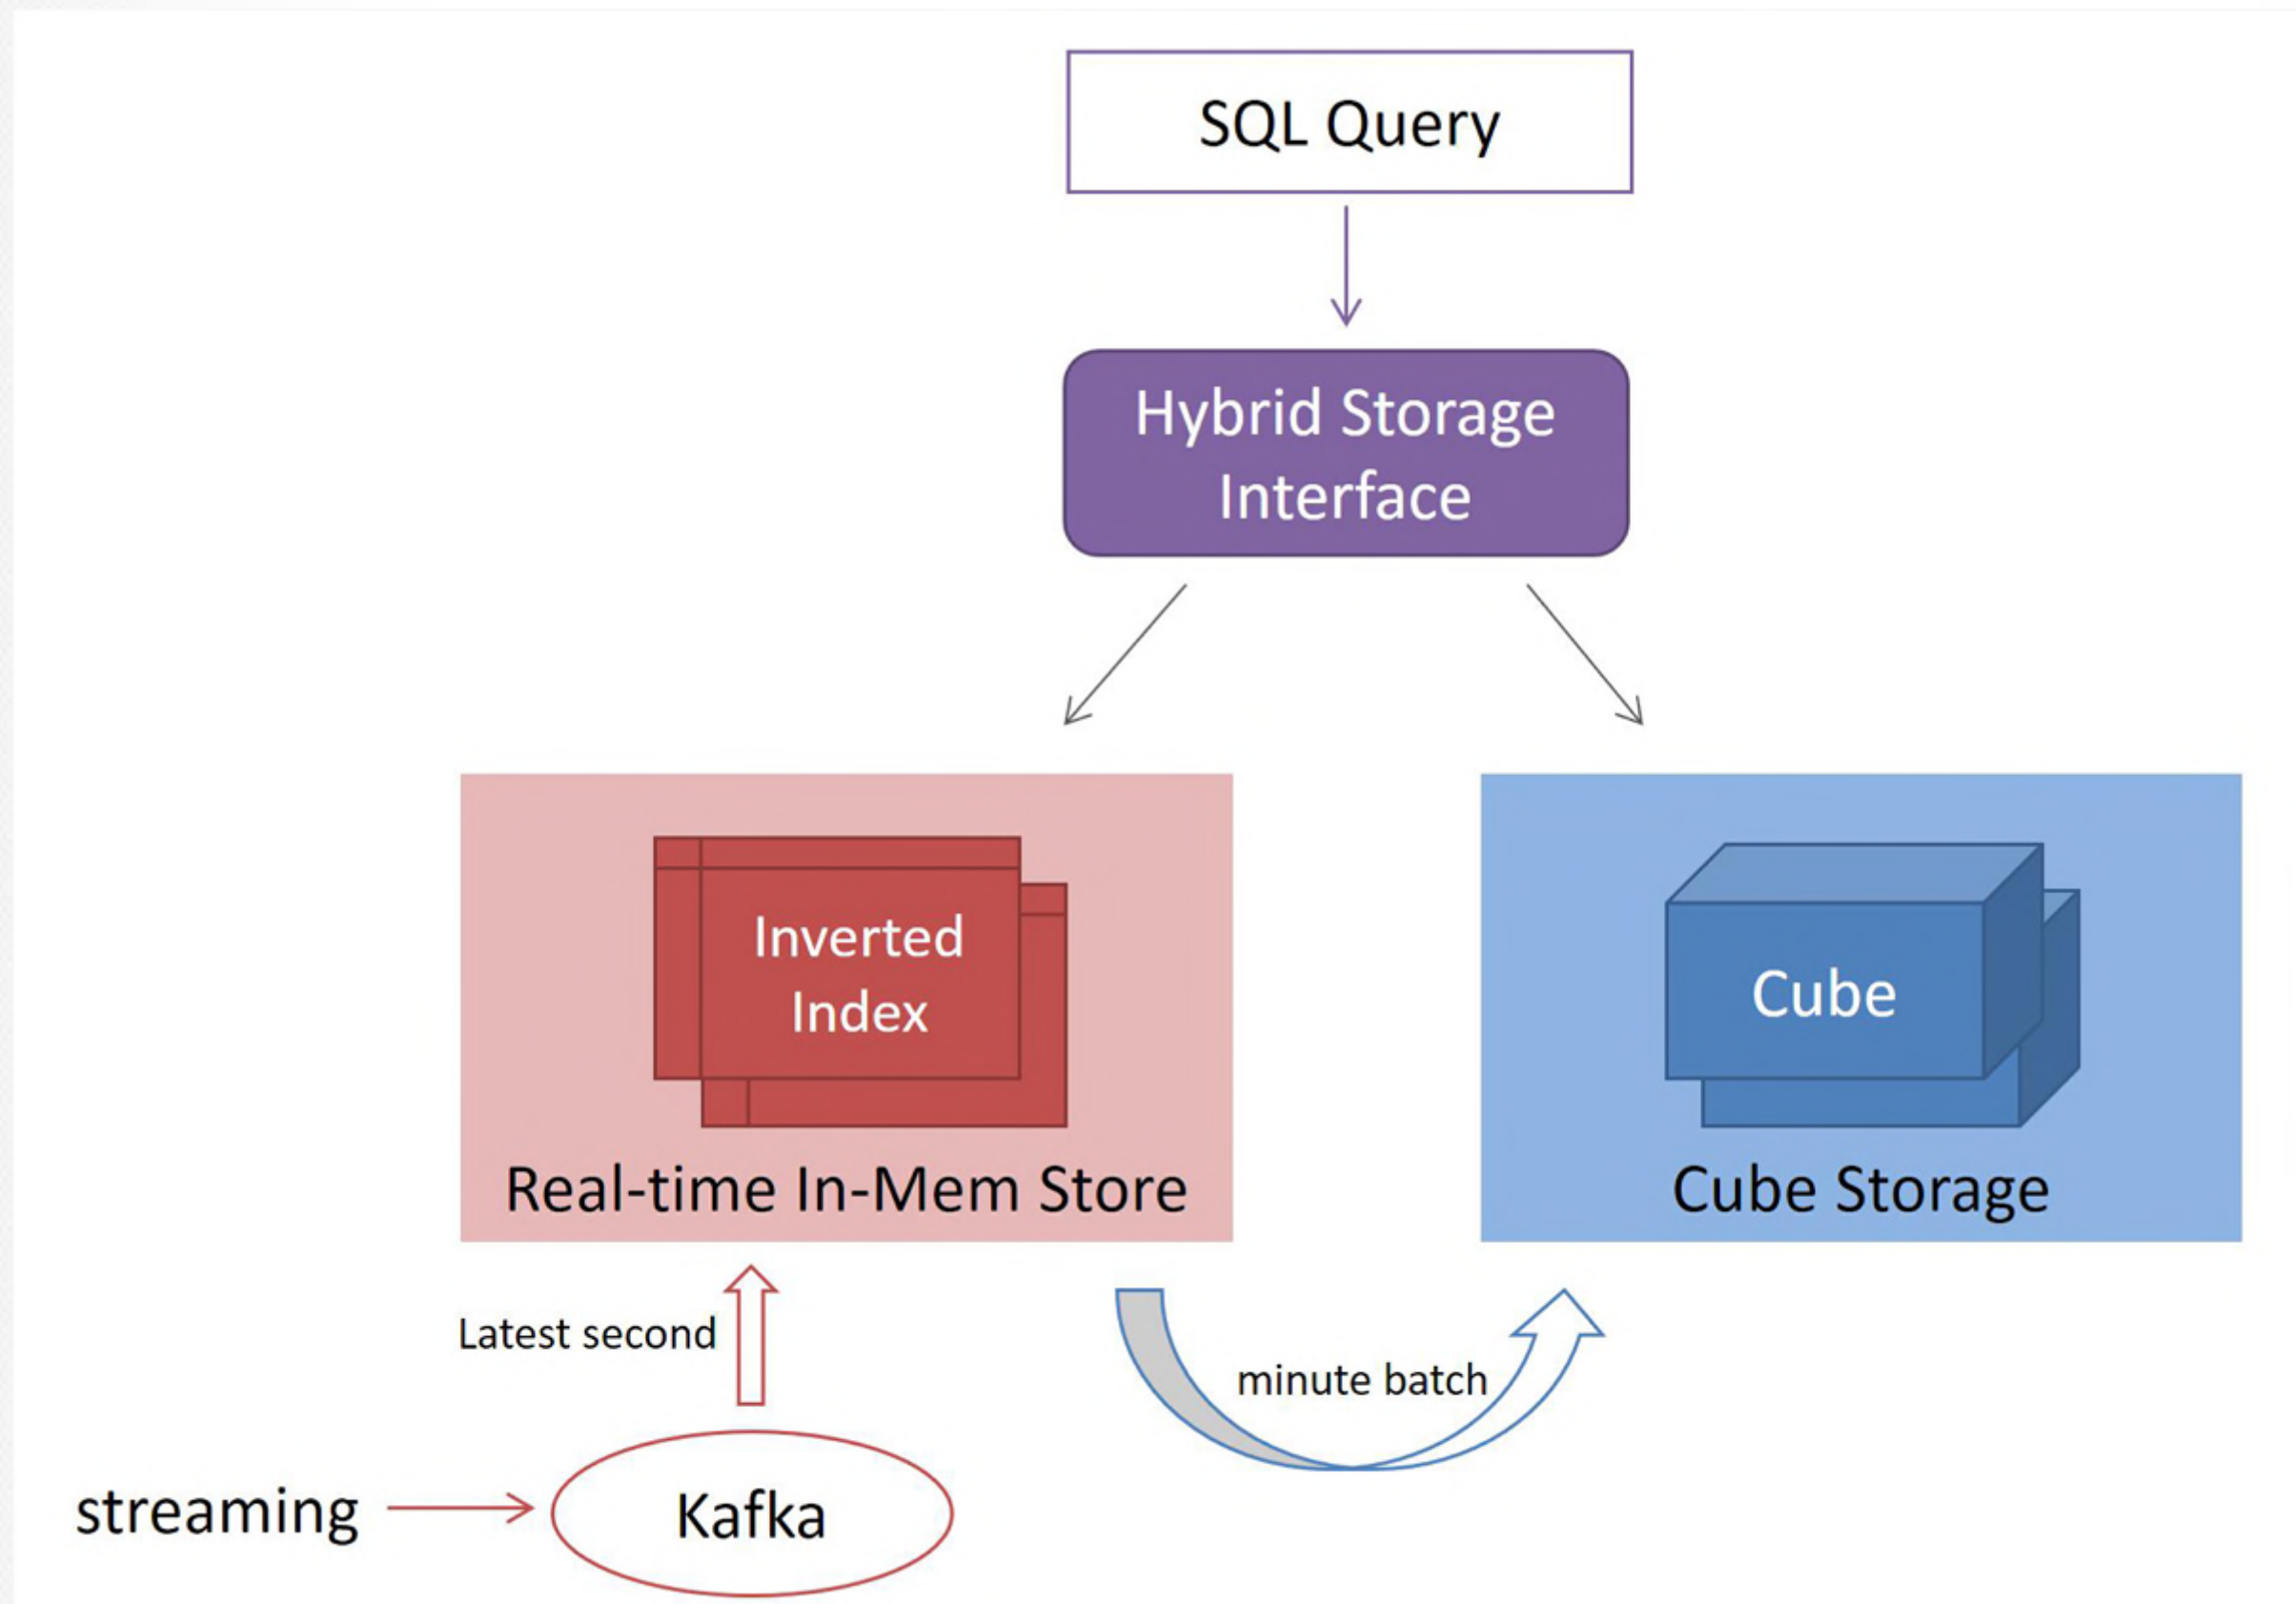 SQL Query
Hybrid Storage
Interface
Inverted
Index
Real-time In-Mem Store
Cube
Cube Storage
Latest second
minute batch
streaming
Kafka